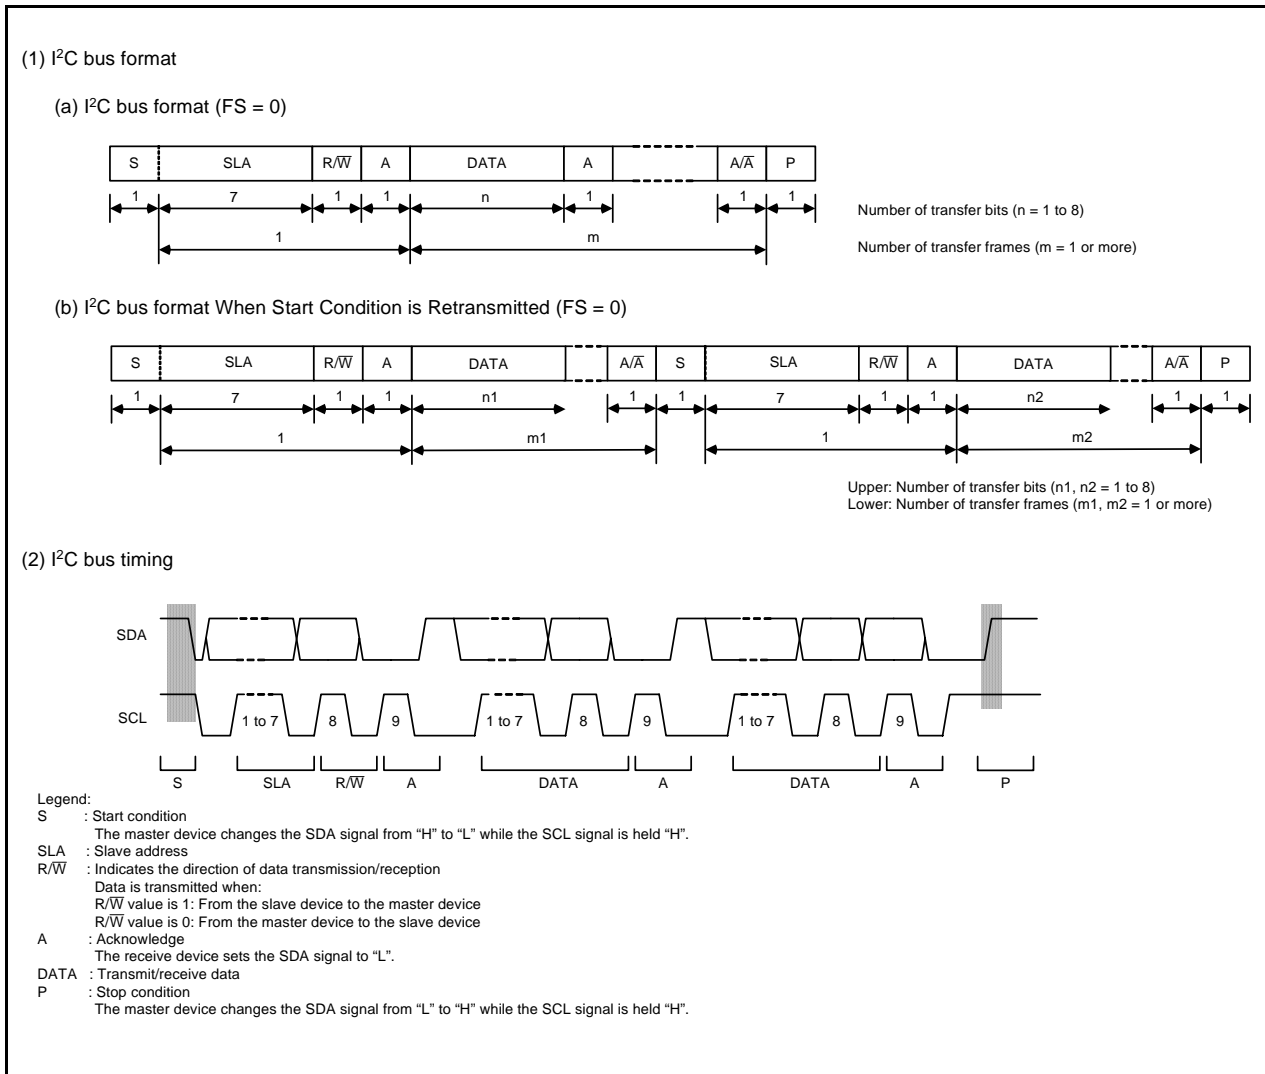 (1) I²C bus format
(a) I²C bus format (FS = 0)
S SLA R/W̅ A DATA A A/A̅ P
1 7 1 1 n 1 1 1
Number of transfer bits (n = 1 to 8)
1 m
Number of transfer frames (m = 1 or more)
(b) I²C bus format When Start Condition is Retransmitted (FS = 0)
S SLA R/W̅ A DATA A/A̅ S SLA R/W̅ A DATA A/A̅ P
1 7 1 1 n1 1 1 7 1 1 n2 1 1
1 m1 1 m2
Upper: Number of transfer bits (n1, n2 = 1 to 8)
Lower: Number of transfer frames (m1, m2 = 1 or more)
(2) I²C bus timing
SDA
SCL 1 to 7 8 9 1 to 7 8 9 1 to 7 8 9
S SLA R/W̅ A DATA A DATA A P
Legend:
S : Start condition
The master device changes the SDA signal from “H” to “L” while the SCL signal is held “H”.
SLA : Slave address
R/W̅ : Indicates the direction of data transmission/reception
Data is transmitted when:
R/W̅ value is 1: From the slave device to the master device
R/W̅ value is 0: From the master device to the slave device
A : Acknowledge
The receive device sets the SDA signal to “L”.
DATA : Transmit/receive data
P : Stop condition
The master device changes the SDA signal from “L” to “H” while the SCL signal is held “H”.